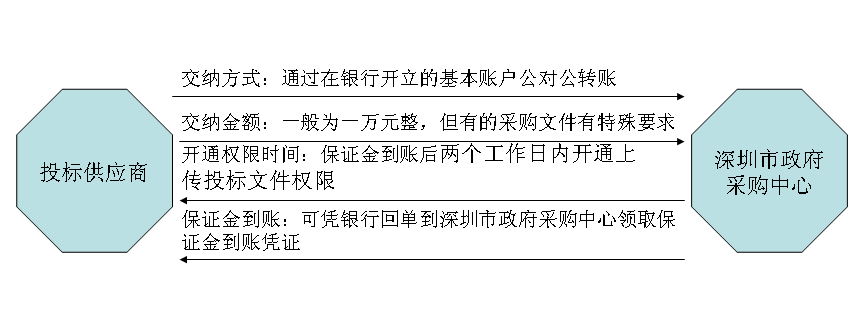 交纳方式：通过在银行开立的基本账户公对公转账
交纳金额：一般为一万元整，但有的采购文件有特殊要求
开通权限时间：保证金到账后两个工作日内开通上
传投标文件权限
保证金到账：可凭银行回单到深圳市政府采购中心领取保
证金到账凭证
投标供应商
深圳市政府
采购中心